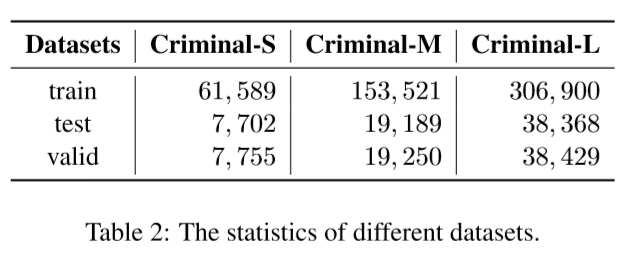 Datasets Criminal-S Criminal-M Criminal-L
train 61,589 153,521 306,900
test 7,702 19,189 38,368
valid 7,755 19,250 38,429
Table 2: The statistics of different datasets.